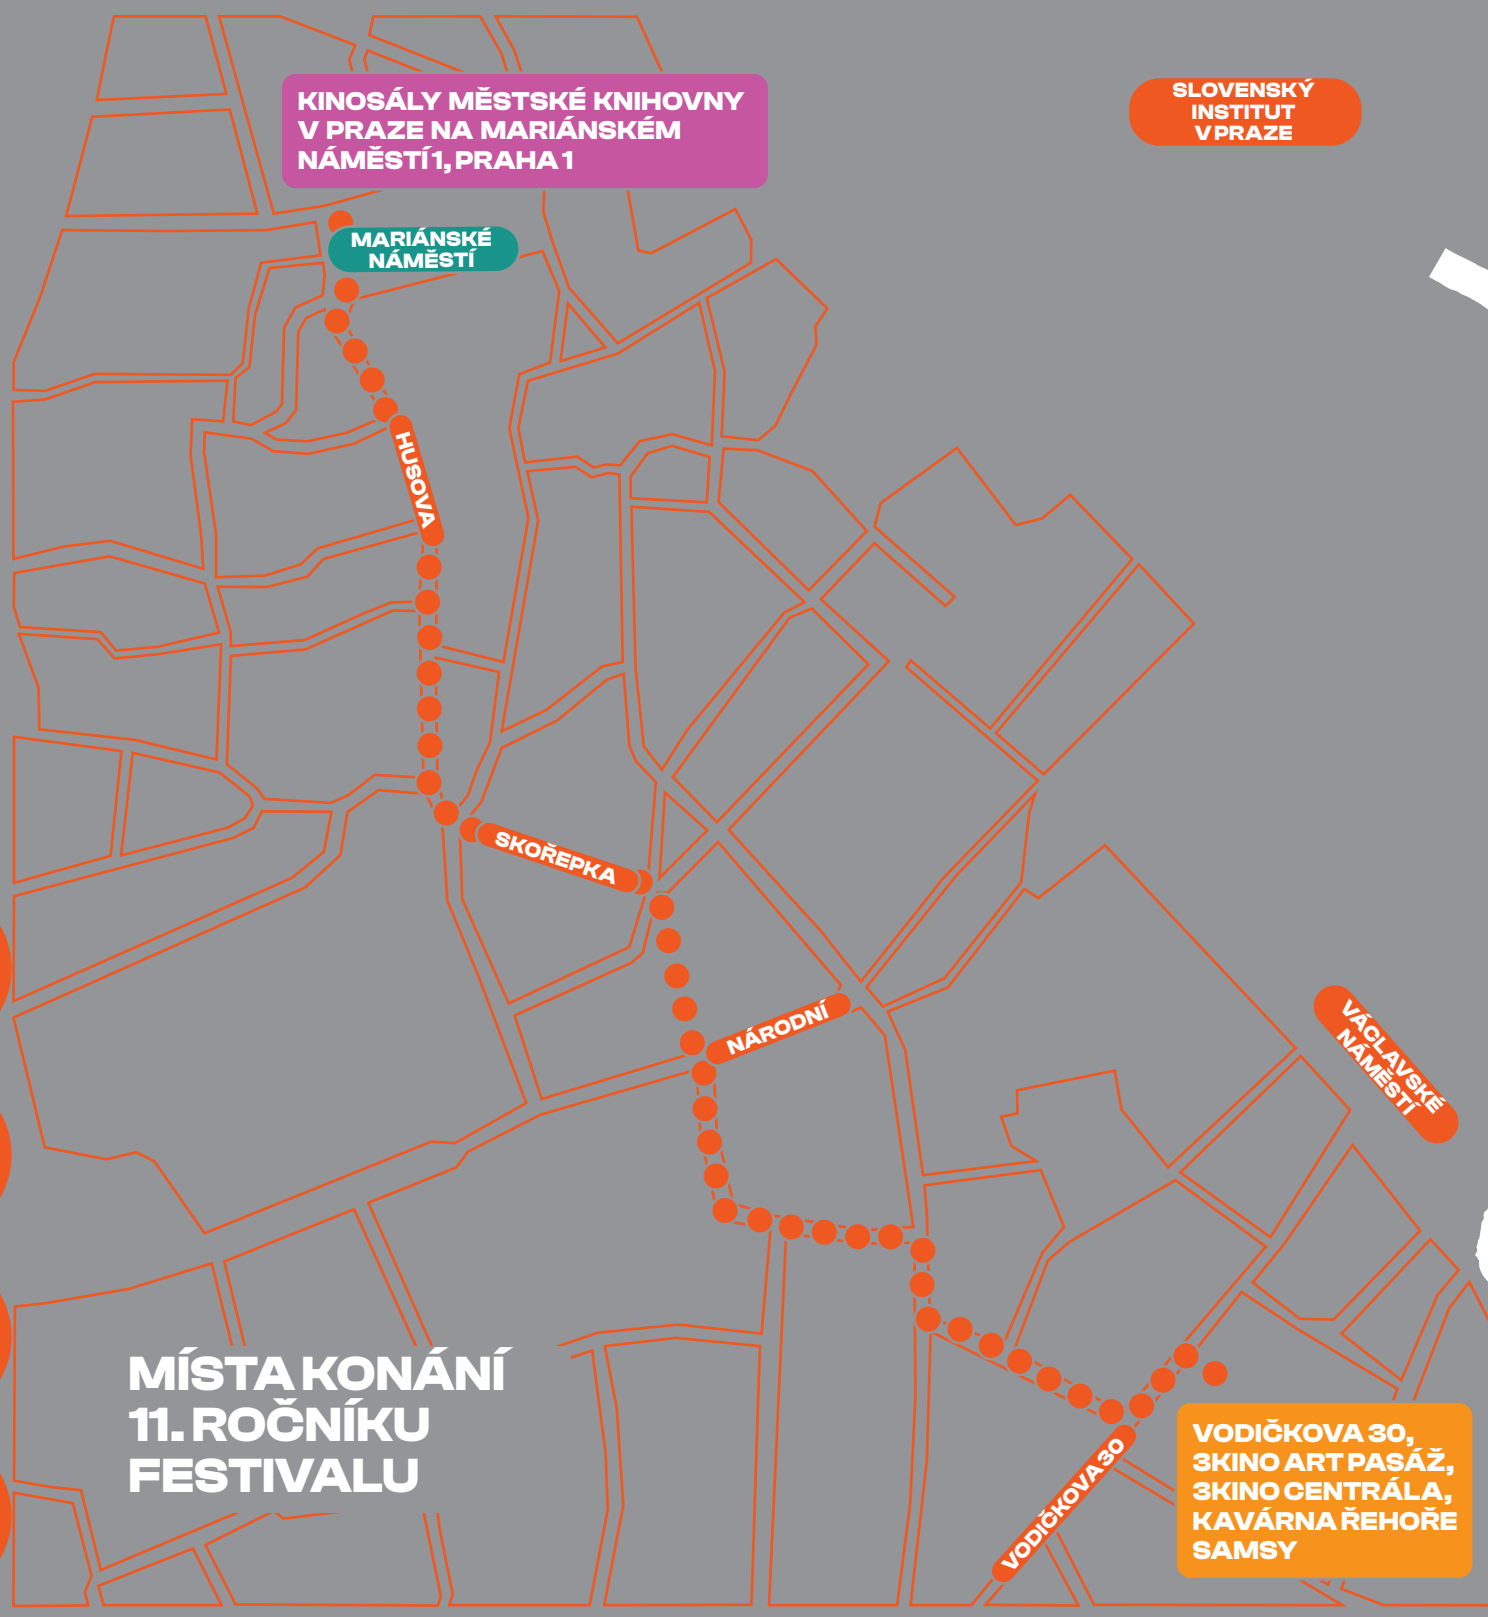 KINOSÁLY MĚSTSKÉ KNIHOVNY
V PRAZE NA MARIÁNSKÉM
NÁMĚSTÍ 1, PRAHA 1
SLOVENSKÝ
INSTITUT
V PRAZE
MARIÁNSKÉ
NÁMĚSTÍ
HUSOVA
SKOŘEPKA
NÁRODNÍ
VÁCLAVSKÉ
NÁMĚSTÍ
MÍSTA KONÁNÍ
11. ROČNÍKU
FESTIVALU
VODIČKOVA 30
VODIČKOVA 30,
3KINO ART PASÁŽ,
3KINO CENTRÁLA,
KAVÁRNA ŘEHOŘE
SAMSY